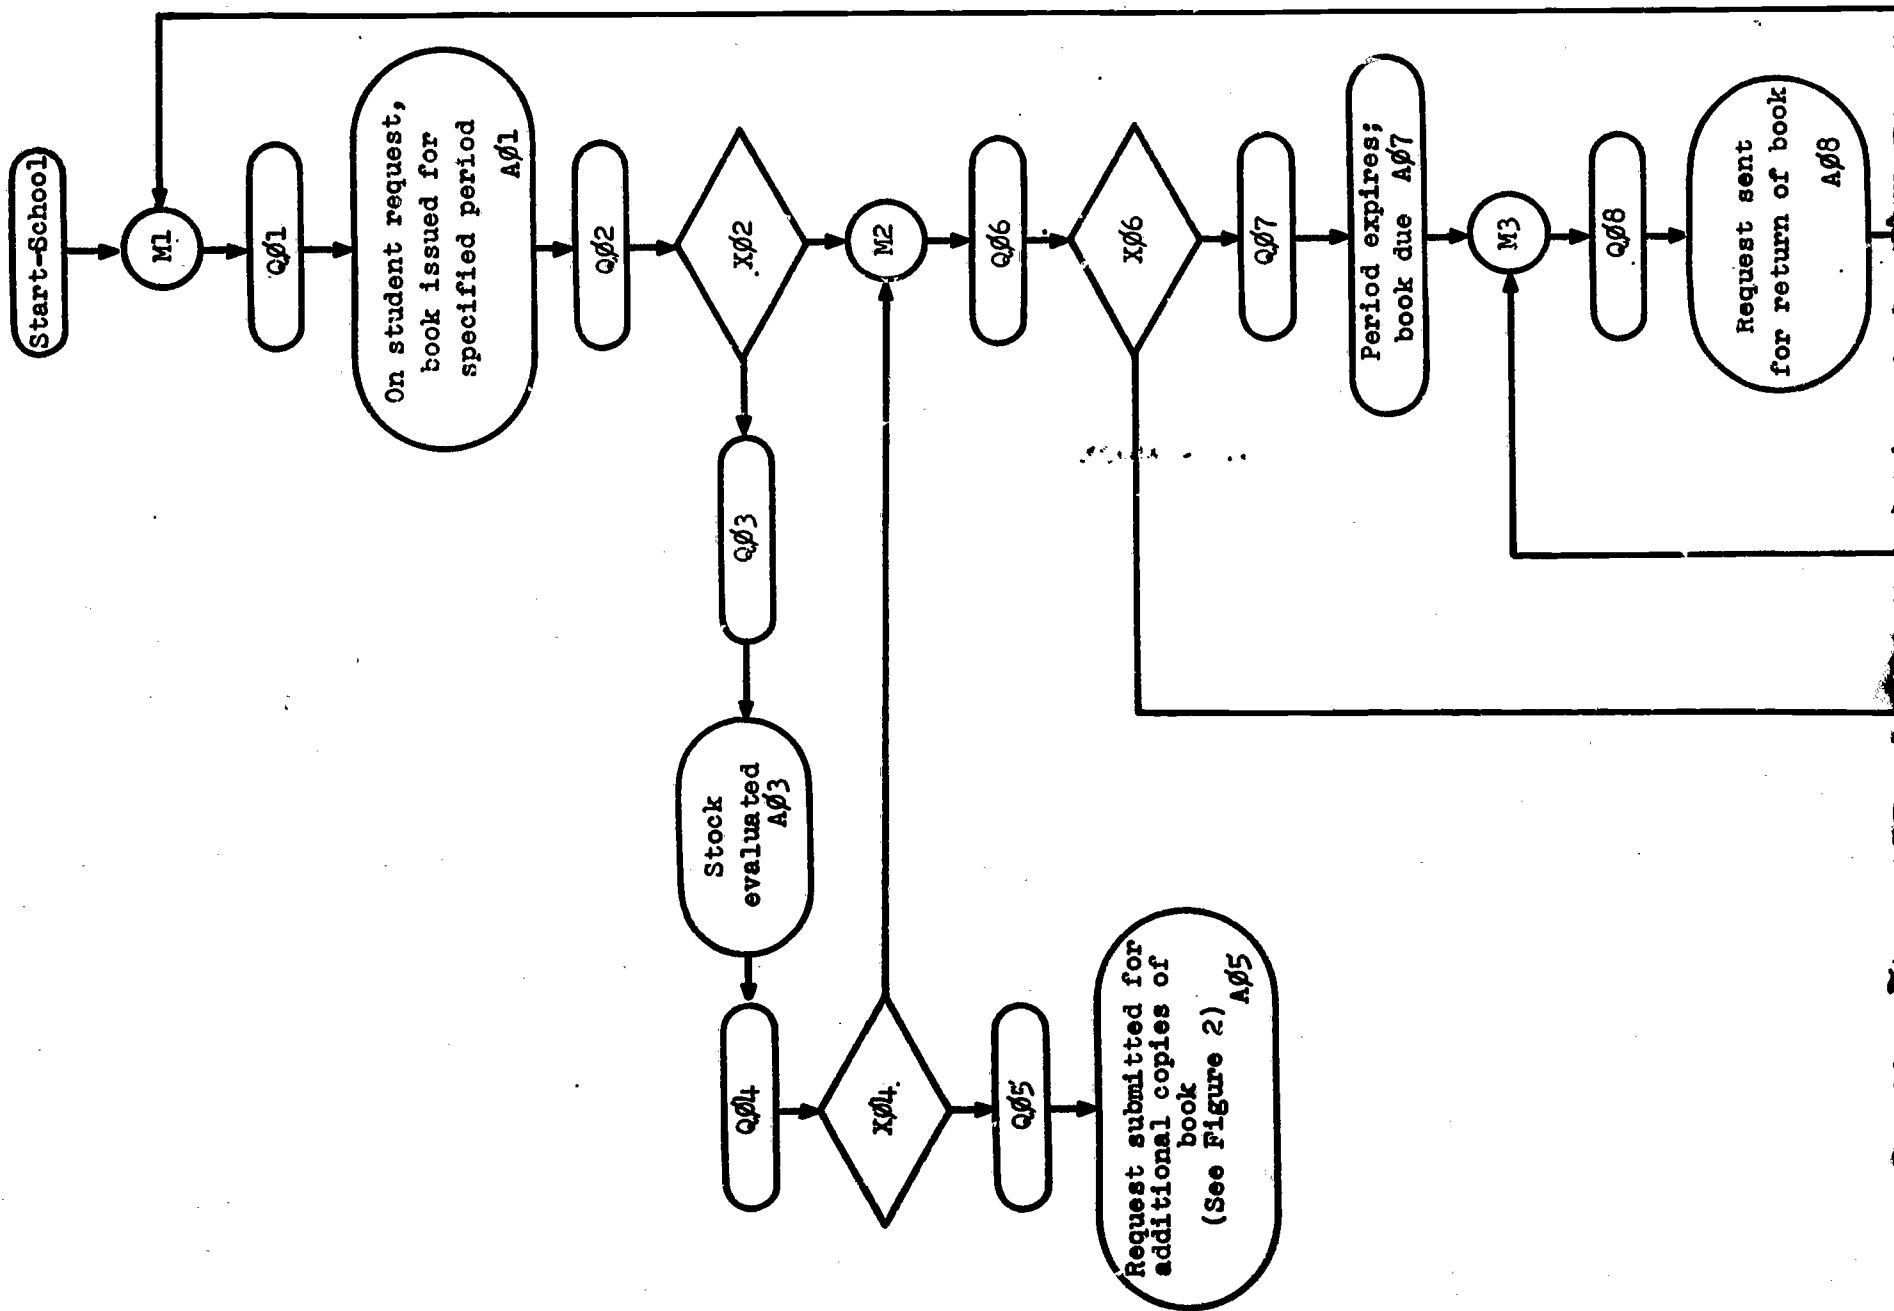 Start-School
M1
QØ1
On student request,
book issued for
specified period
AØ1
QØ2
XØ2
QØ3
Stock
evaluated
AØ3
QØ4
XØ4
QØ5
Request submitted for
additional copies of
book
(See Figure 2)
AØ5
M2
QØ6
XØ6
QØ7
Period expires;
book due AØ7
M3
QØ8
Request sent
for return of book
AØ8